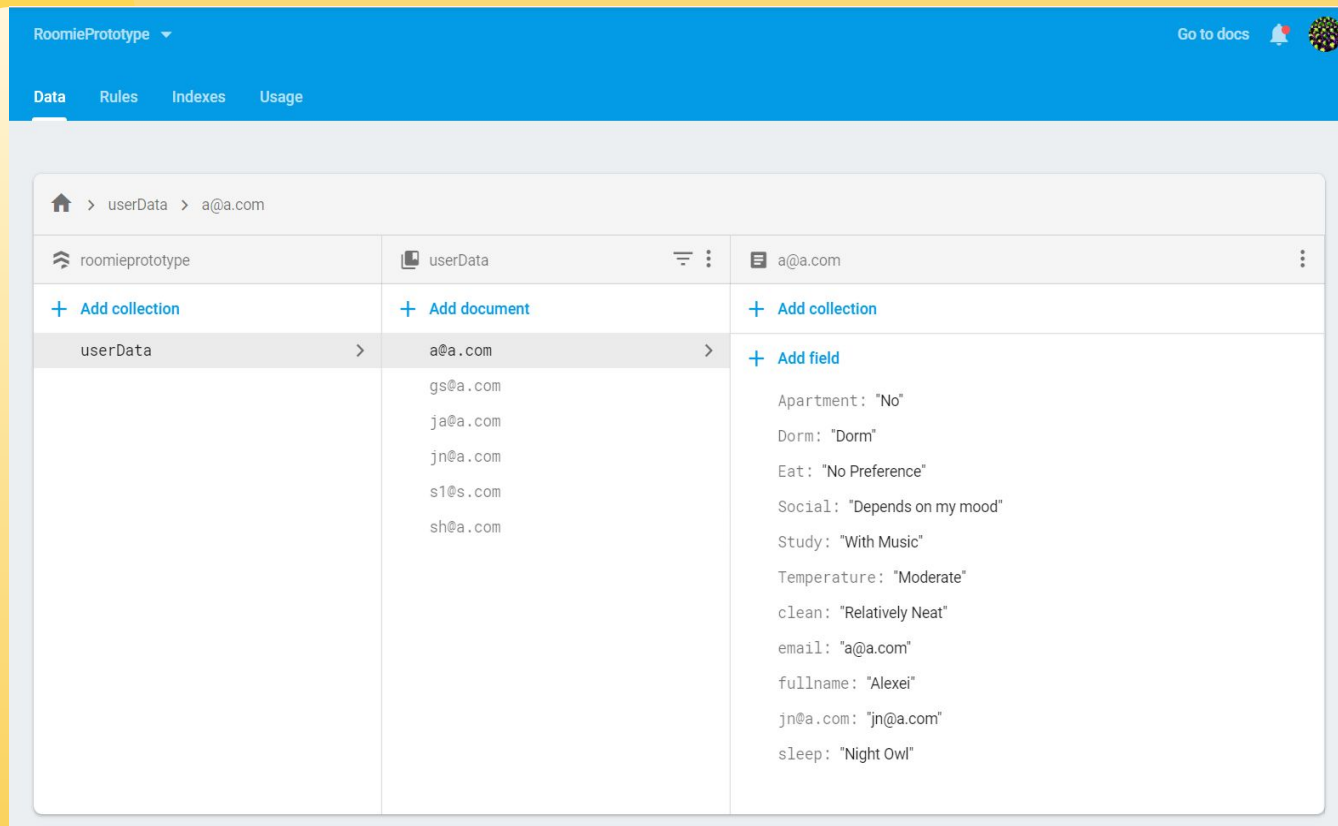 RoomiePrototype
Go to docs
Data Rules Indexes Usage
userData > a@a.com
roomieprototype
userData
a@a.com
+ Add collection
+ Add document
+ Add collection
userData
a@a.com
gs@a.com
ja@a.com
jn@a.com
s1@s.com
sh@a.com
+ Add field
Apartment: "No"
Dorm: "Dorm"
Eat: "No Preference"
Social: "Depends on my mood"
Study: "With Music"
Temperature: "Moderate"
clean: "Relatively Neat"
email: "a@a.com"
fullname: "Alexei"
jn@a.com: "jn@a.com"
sleep: "Night Owl"